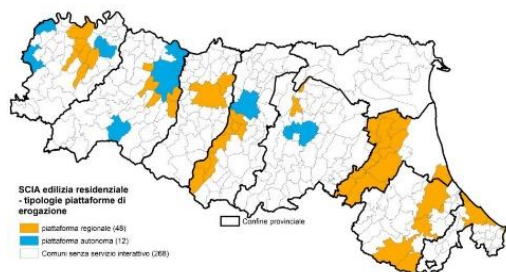 SCIA edilizia residenziale
- tipologie piattaforme di
erogazione
piattaforma regionale (48)
piattaforma autonoma (12)
Comuni senza servizio interattivo (268)
Confine provinciale